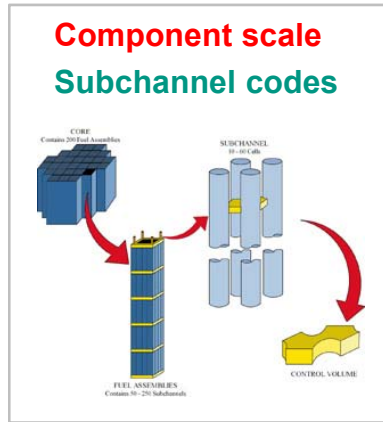 Component scale
Subchannel codes
CORE
Contains 200 Fuel Assemblies
SUBCHANNEL
10 - 60 Cells
FUEL ASSEMBLIES
Contains 50 - 250 Subchannels
CONTROL VOLUME